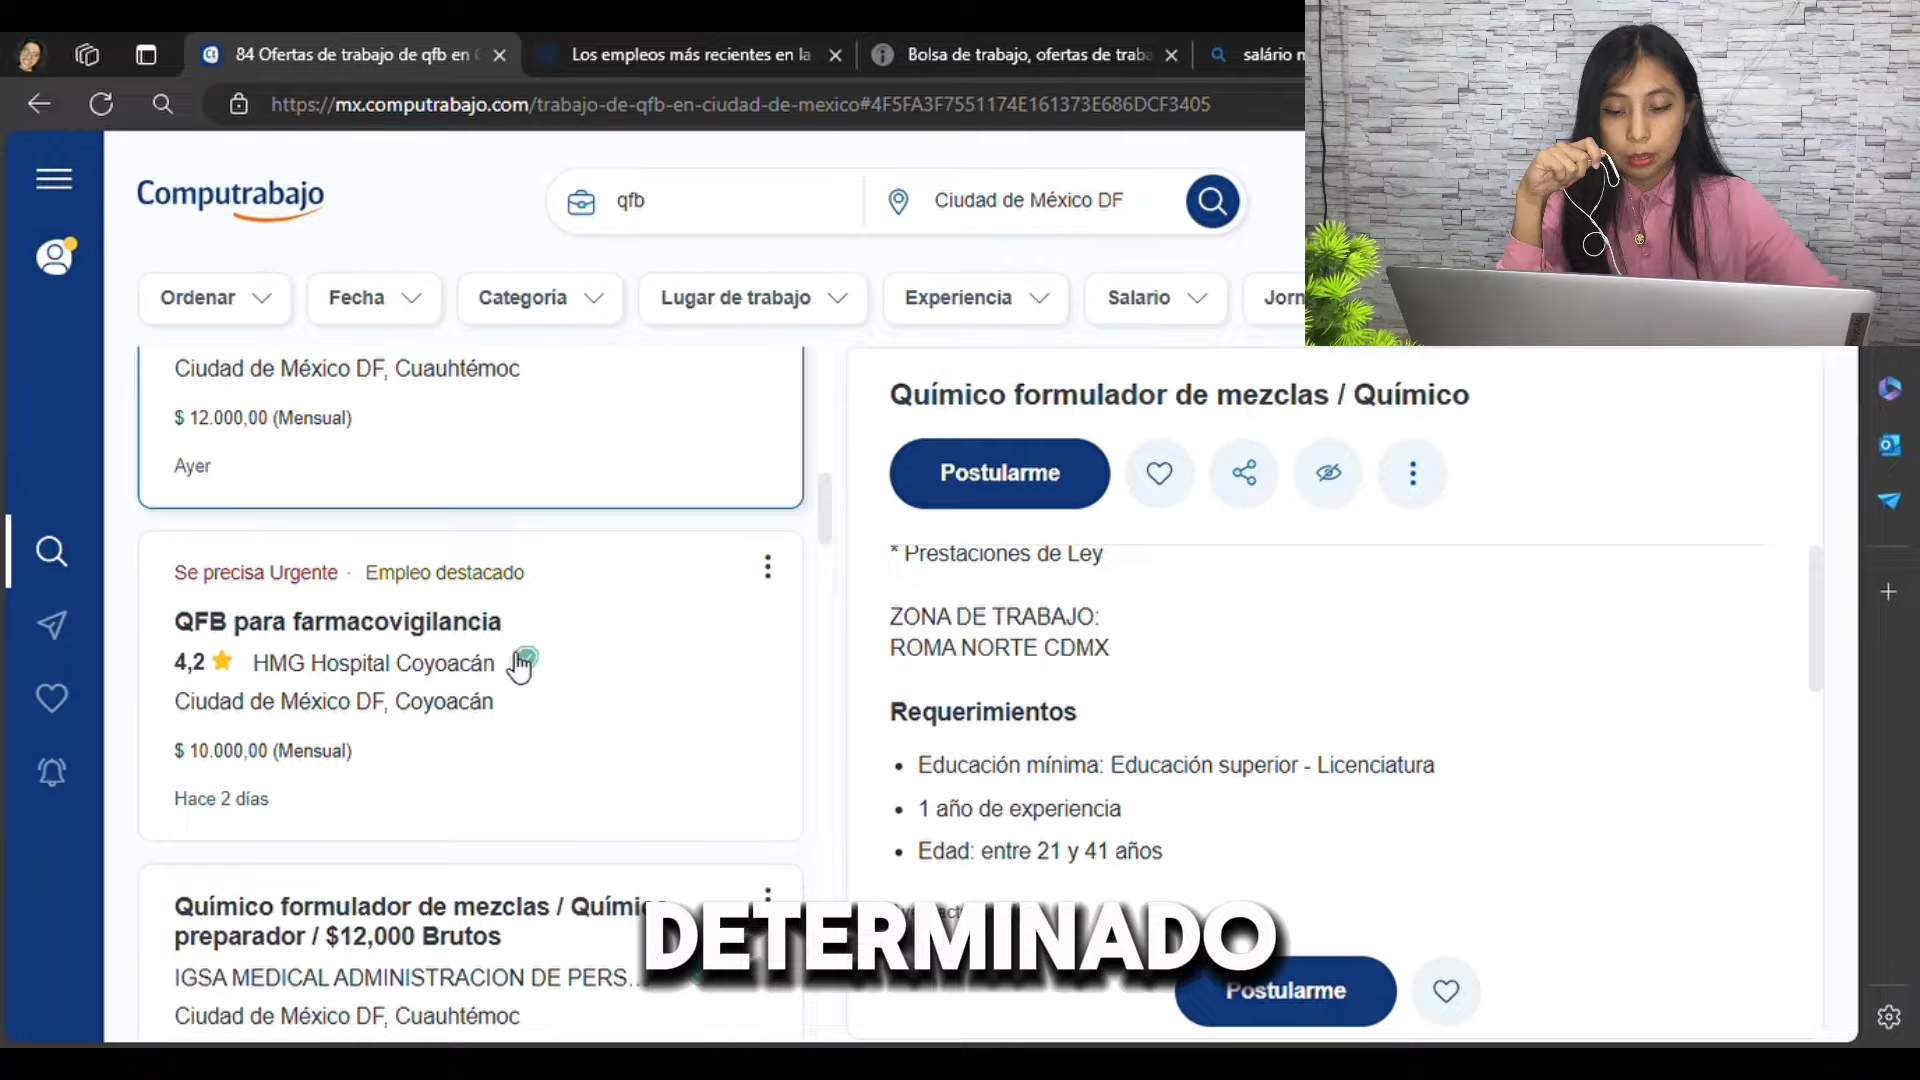 84 Ofertas de trabajo de qfb en
Los empleos más recientes en la
Bolsa de trabajo, ofertas de traba
salário
https://mx.computrabajo.com/trabajo-de-qfb-en-ciudad-de-mexico#4F5FA3F7551174E161373E686DCF3405
Computrabajo
qfb
Ciudad de México DF
Ordenar
Fecha
Categoría
Lugar de trabajo
Experiencia
Salario
Jorn
Ciudad de México DF, Cuauhtémoc
$ 12.000,00 (Mensual)
Ayer
Se precisa Urgente · Empleo destacado
QFB para farmacovigilancia
4,2 HMG Hospital Coyoacán
Ciudad de México DF, Coyoacán
$ 10.000,00 (Mensual)
Hace 2 días
Químico formulador de mezclas / Químic
preparador / $12,000 Brutos
IGSA MEDICAL ADMINISTRACION DE PERS...
Ciudad de México DF, Cuauhtémoc
Químico formulador de mezclas / Químico
Postularme
* Prestaciones de Ley
ZONA DE TRABAJO:
ROMA NORTE CDMX
Requerimientos
• Educación mínima: Educación superior - Licenciatura
• 1 año de experiencia
• Edad: entre 21 y 41 años
DETERMINADO
Postularme